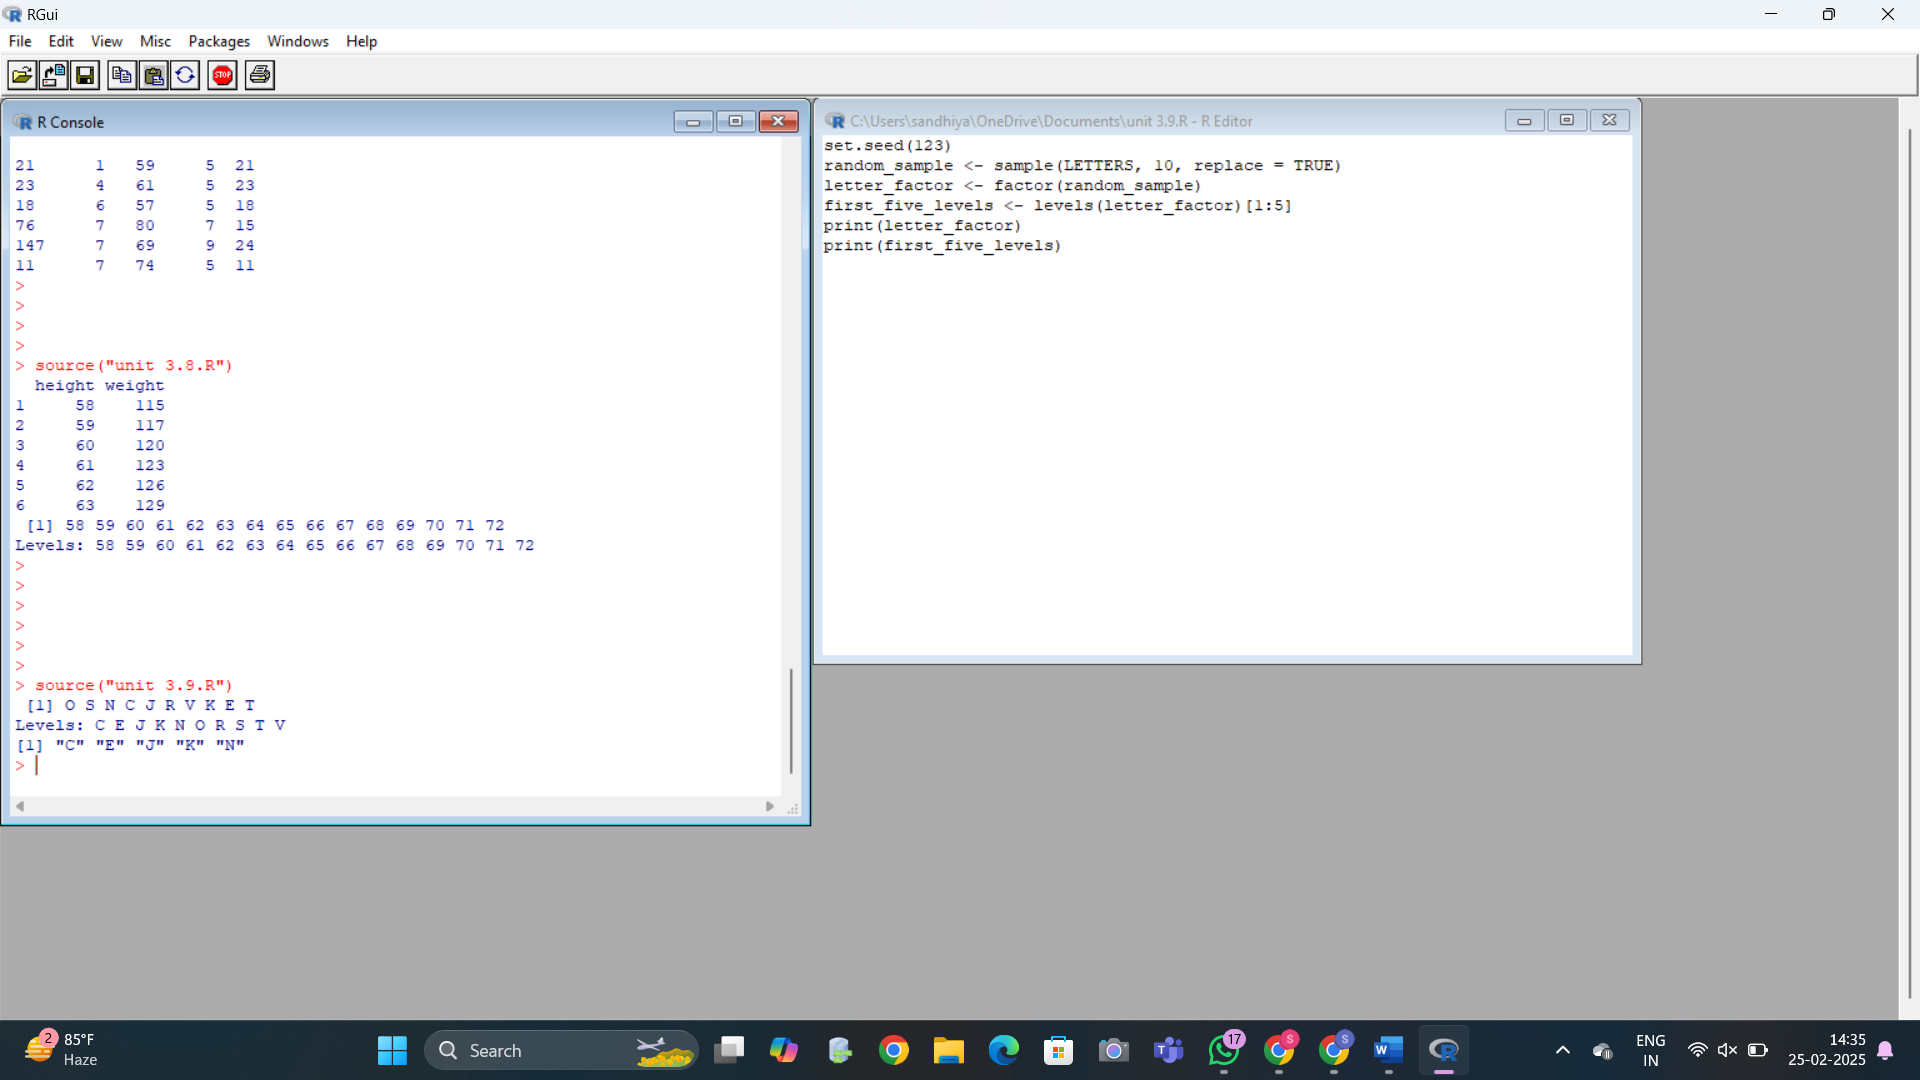 RGui
File Edit View Misc Packages Windows Help
STOP
R Console
21       1   59     5  21
23       4   61     5  23
18       6   57     5  18
76       7   80     7  15
147      7   69     9  24
11       7   74     5  11
>
>
>
>
> source("unit 3.8.R")
  height weight
1     58    115
2     59    117
3     60    120
4     61    123
5     62    126
6     63    129
 [1] 58 59 60 61 62 63 64 65 66 67 68 69 70 71 72
Levels: 58 59 60 61 62 63 64 65 66 67 68 69 70 71 72
>
>
>
>
>
>
> source("unit 3.9.R")
 [1] O S N C J R V K E T
Levels: C E J K N O R S T V
[1] "C" "E" "J" "K" "N"
>
C:\Users\sandhiya\OneDrive\Documents\unit 3.9.R - R Editor
set.seed(123)
random_sample <- sample(LETTERS, 10, replace = TRUE)
letter_factor <- factor(random_sample)
first_five_levels <- levels(letter_factor)[1:5]
print(letter_factor)
print(first_five_levels)
2
85°F
Haze
Search
17
S
S
W
R
ENG
IN
14:35
25-02-2025